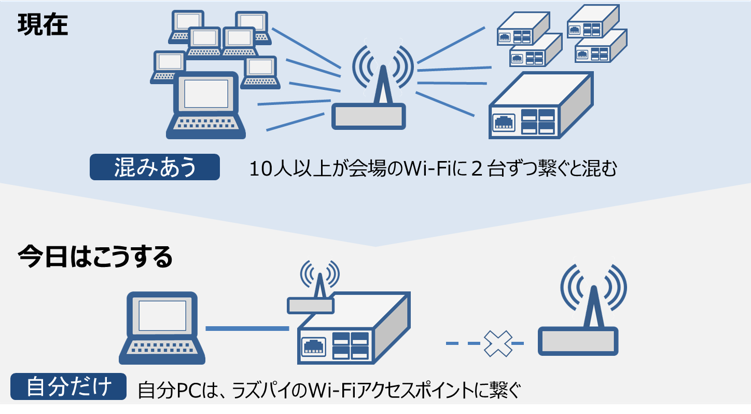 現在
混みあう
10人以上が会場のWi-Fiに２台ずつ繋ぐと混む
今日はこうする
自分だけ
自分PCは、ラズパイのWi-Fiアクセスポイントに繋ぐ